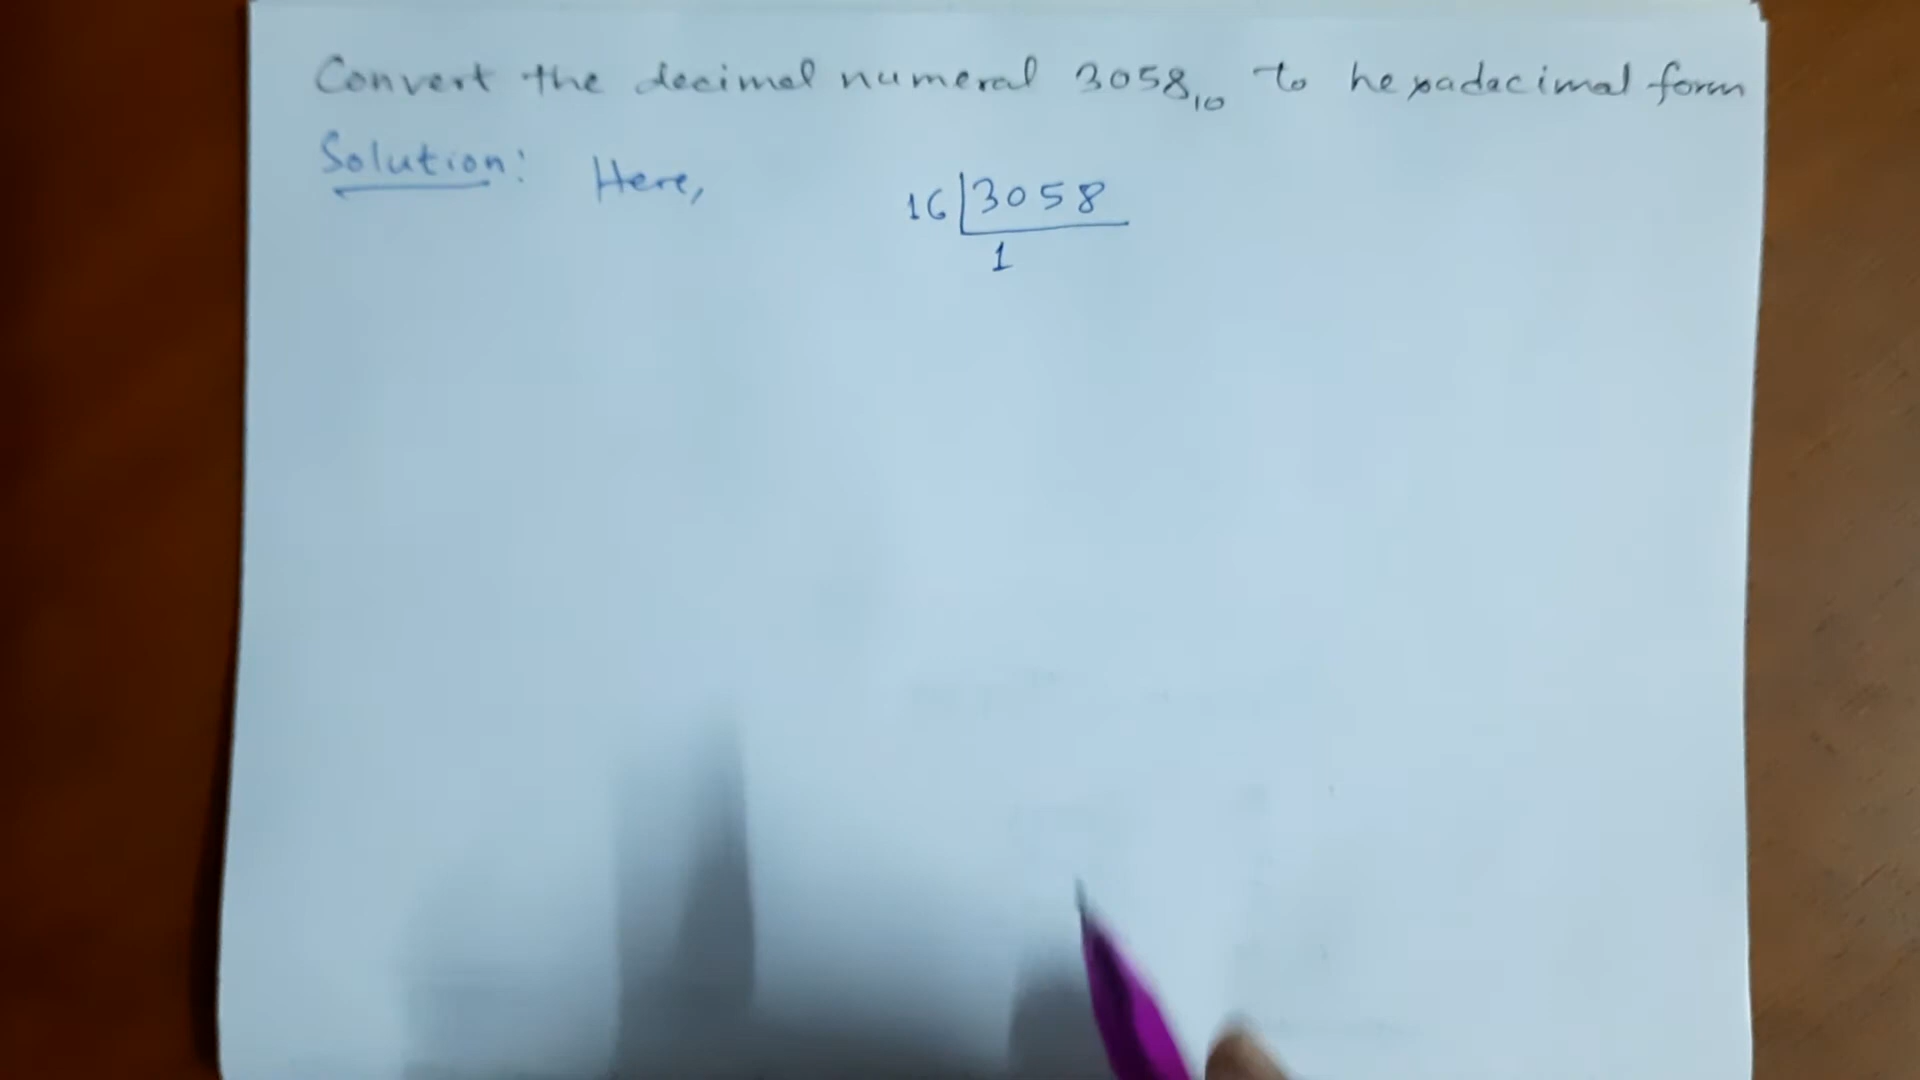 Convert the decimal numeral 3058₁₀ to hexadecimal form
Solution: Here,
16 | 3058
1